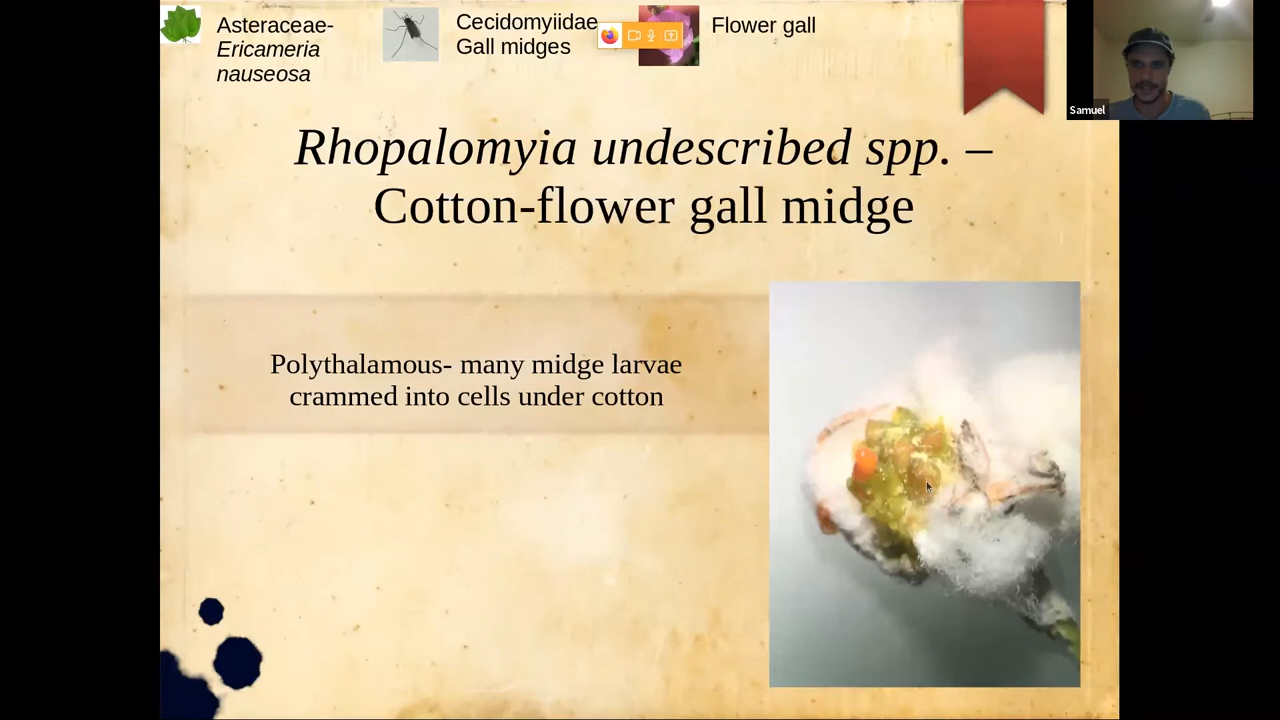 Asteraceae-
Ericameria
nauseosa
Cecidomyiidae
Gall midges
Flower gall
Samuel
Rhopalomyia undescribed spp. –
Cotton-flower gall midge
Polythalamous- many midge larvae
crammed into cells under cotton